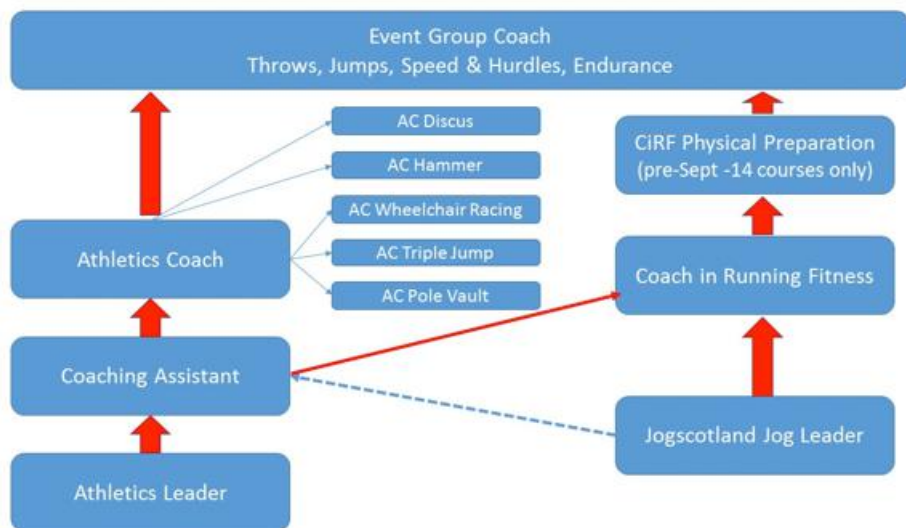 Event Group Coach
Throws, Jumps, Speed & Hurdles, Endurance
AC Discus
AC Hammer
AC Wheelchair Racing
AC Triple Jump
AC Pole Vault
CiRF Physical Preparation
(pre-Sept -14 courses only)
Athletics Coach
Coach in Running Fitness
Coaching Assistant
Jogscotland Jog Leader
Athletics Leader